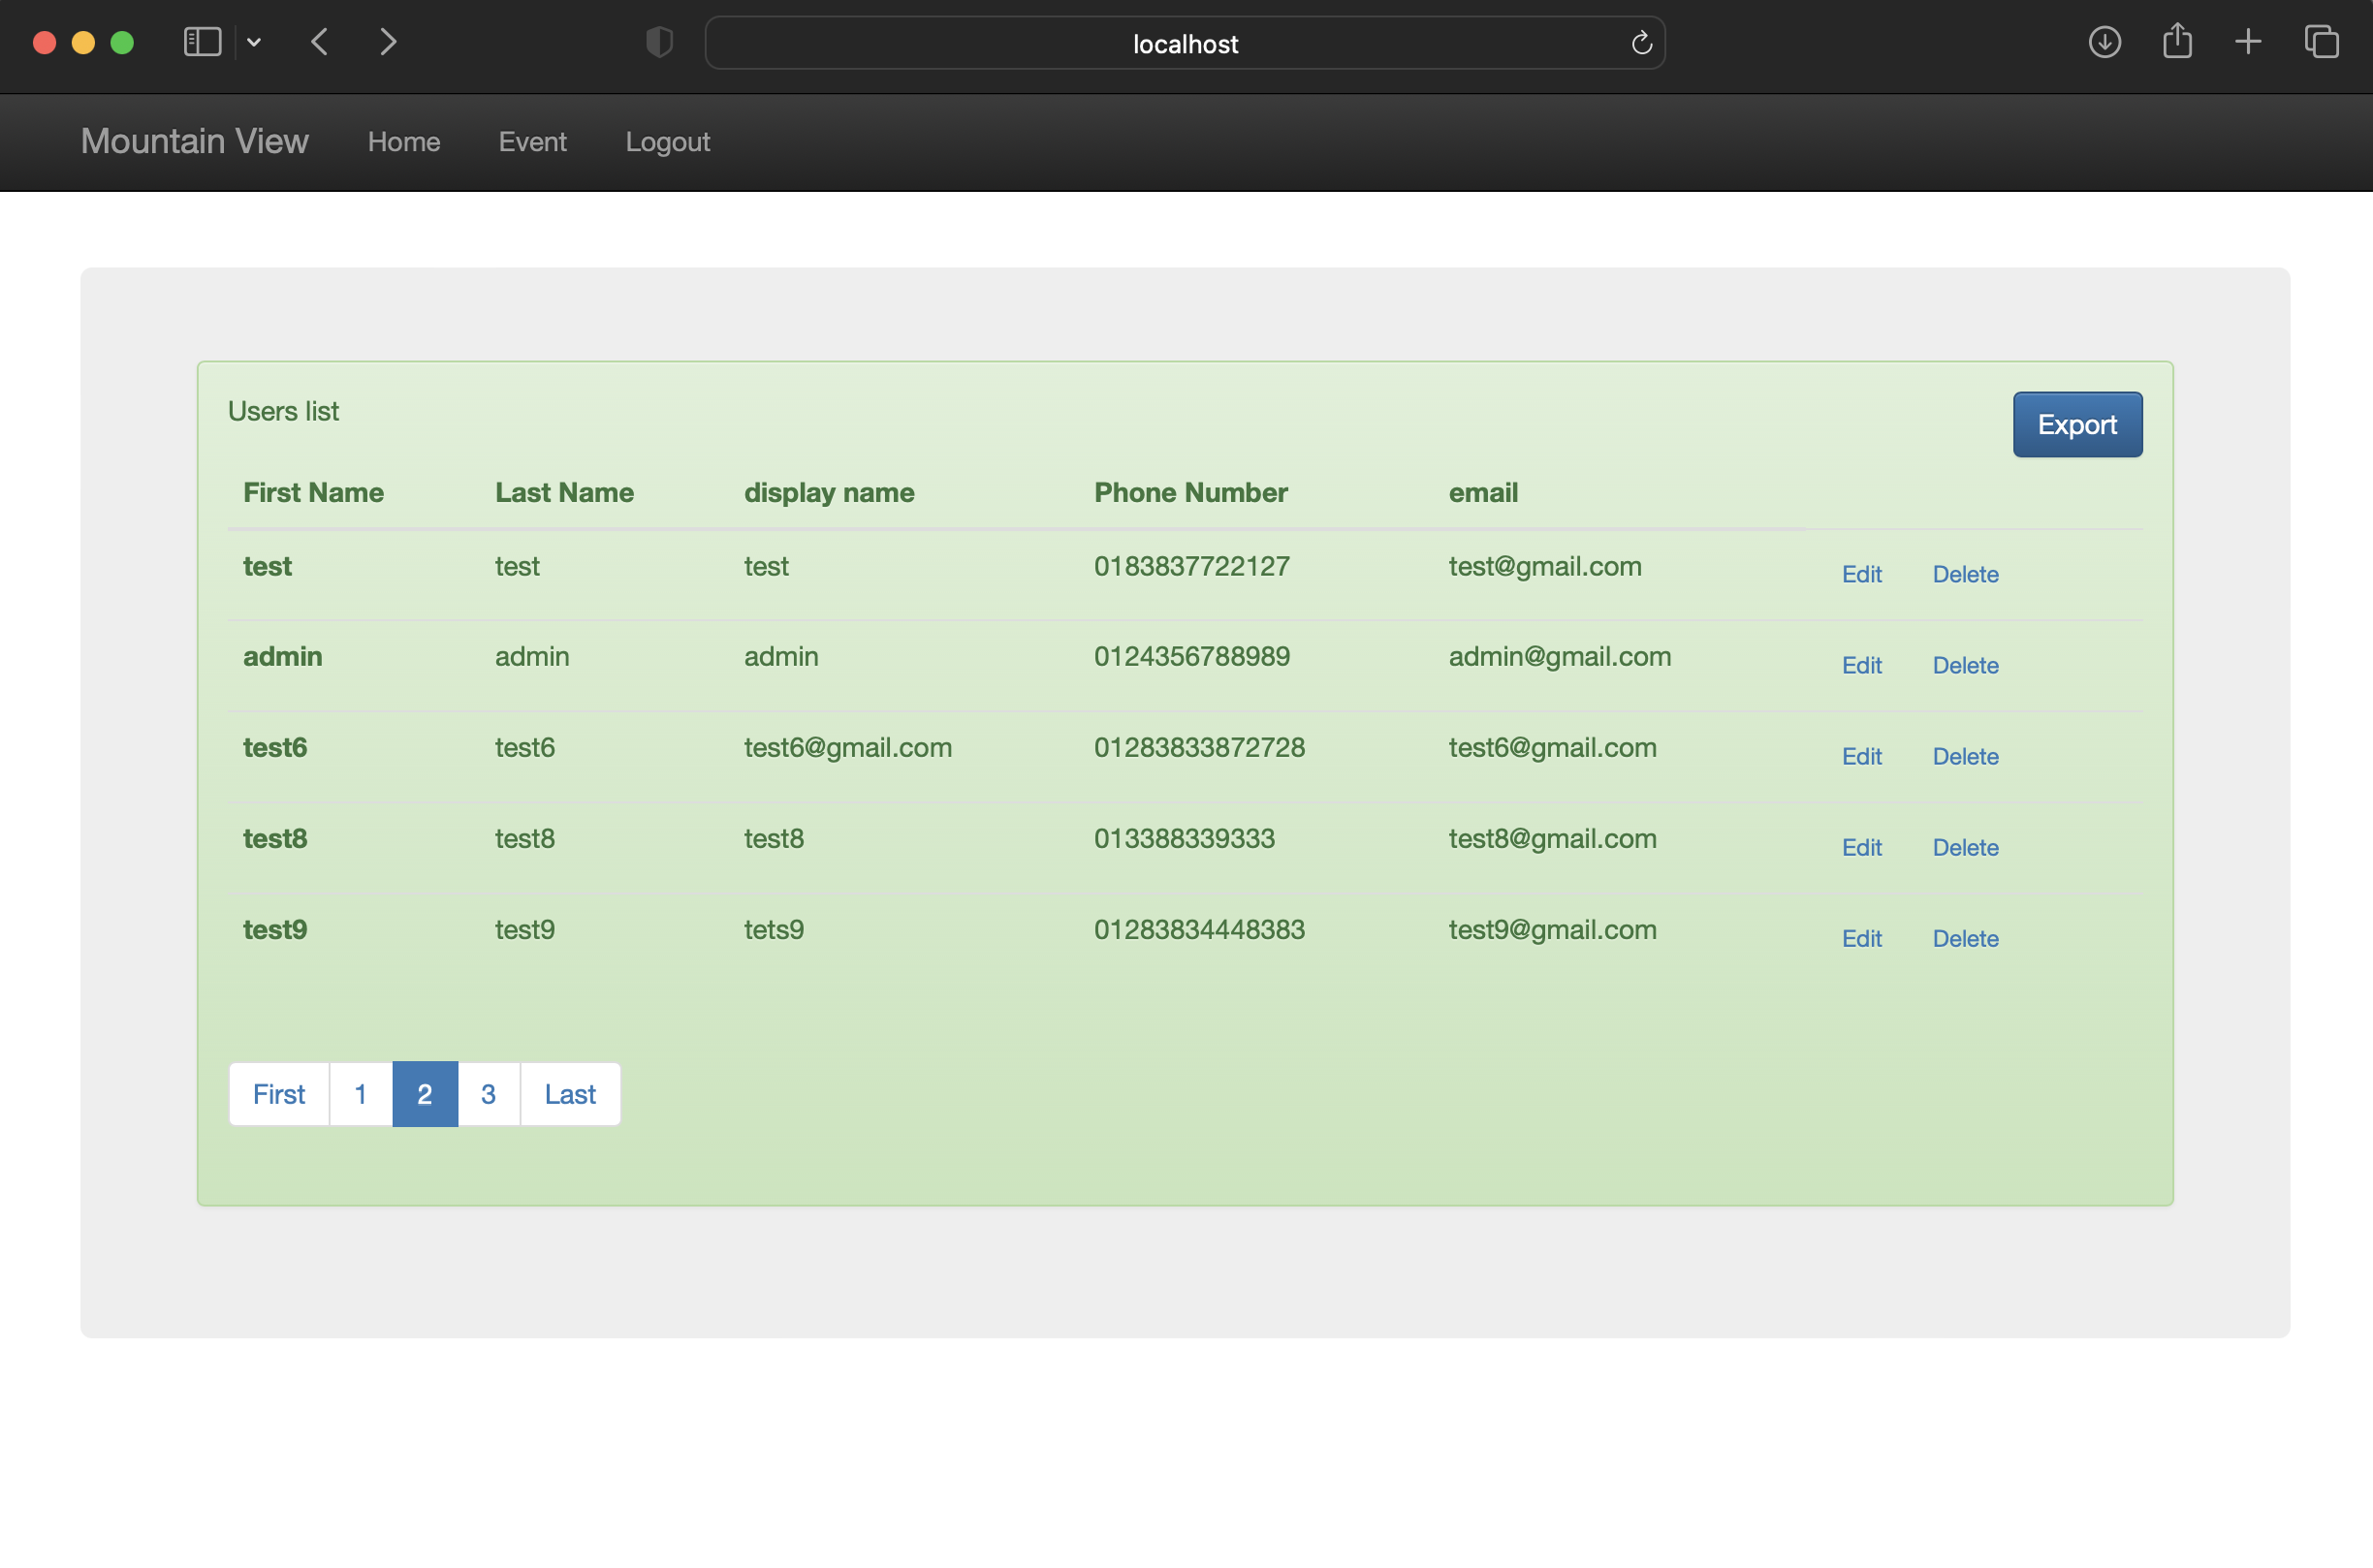 localhost
Mountain View Home Event Logout
Users list
Export
First Name Last Name display name Phone Number email
test test test 0183837722127 test@gmail.com Edit Delete
admin admin admin 0124356788989 admin@gmail.com Edit Delete
test6 test6 test6@gmail.com 01283833872728 test6@gmail.com Edit Delete
test8 test8 test8 013388339333 test8@gmail.com Edit Delete
test9 test9 tets9 01283834448383 test9@gmail.com Edit Delete
First 1 2 3 Last